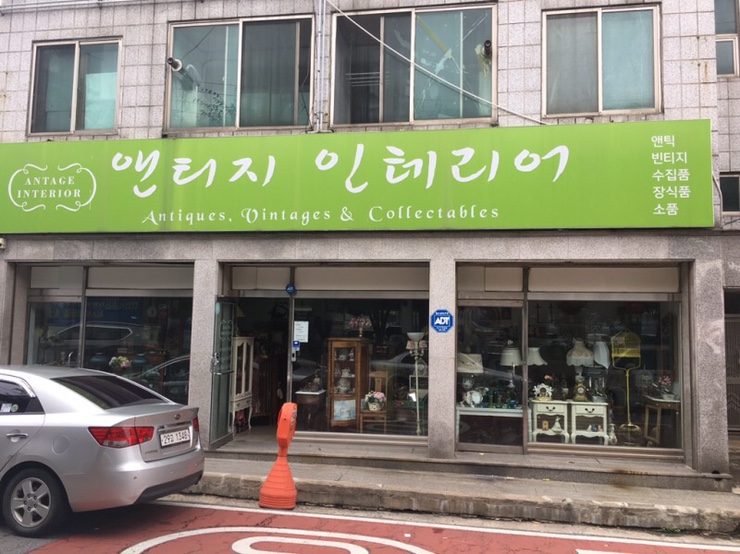 ANTAGE
INTERIOR
앤티지 인테리어
Antiques, Vintages & Collectables
앤틱
빈티지
수집품
장식품
소품
ADT